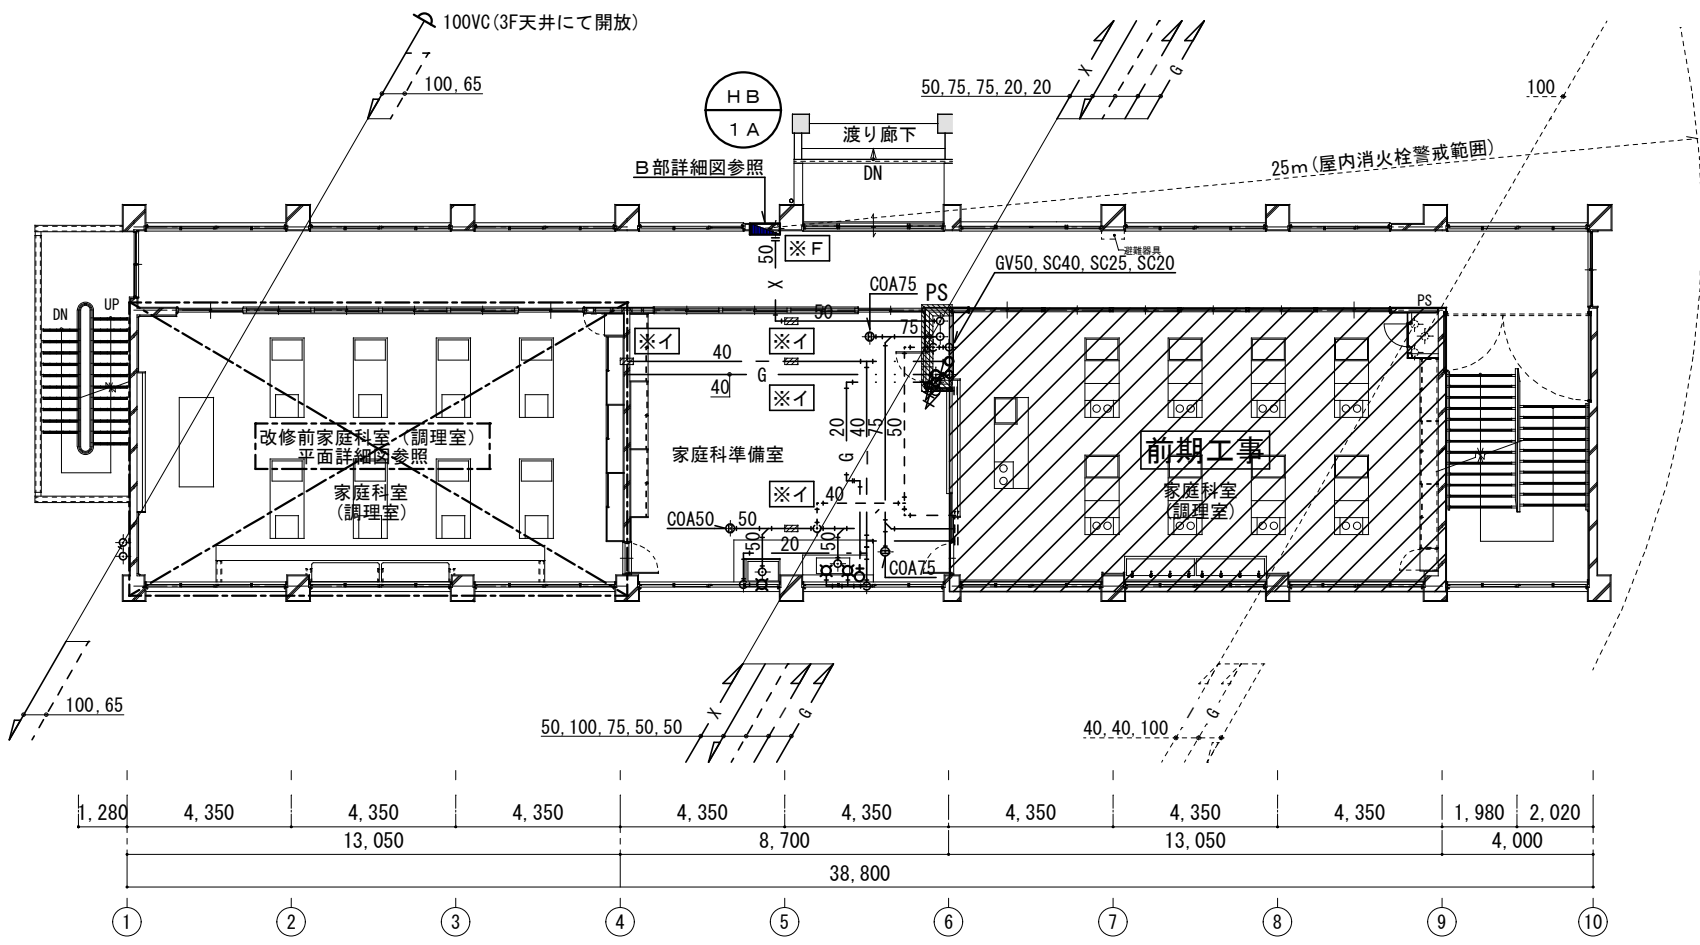 100VC(3F天井にて開放)
100,65
HB
1A
50,75,75,20,20
X
G
100
渡り廊下
DN
25m(屋内消火栓警戒範囲)
B部詳細図参照
※F
50
X
避難器具
GV50,SC40,SC25,SC20
COA75
PS
PS
DN
UP
50
75
※イ
※イ
40
G
40
※イ
20
40
75
50
G
改修前家庭科室（調理室）
平面詳細図参照
家庭科準備室
前期工事
家庭科室
(調理室)
家庭科室
(調理室)
※イ
40
COA50
50
50
20
50
COA75
100,65
X
G
50,100,75,50,50
G
40,40,100
1,280
4,350
4,350
4,350
4,350
4,350
4,350
4,350
4,350
1,980
2,020
13,050
8,700
13,050
4,000
38,800
1
2
3
4
5
6
7
8
9
10